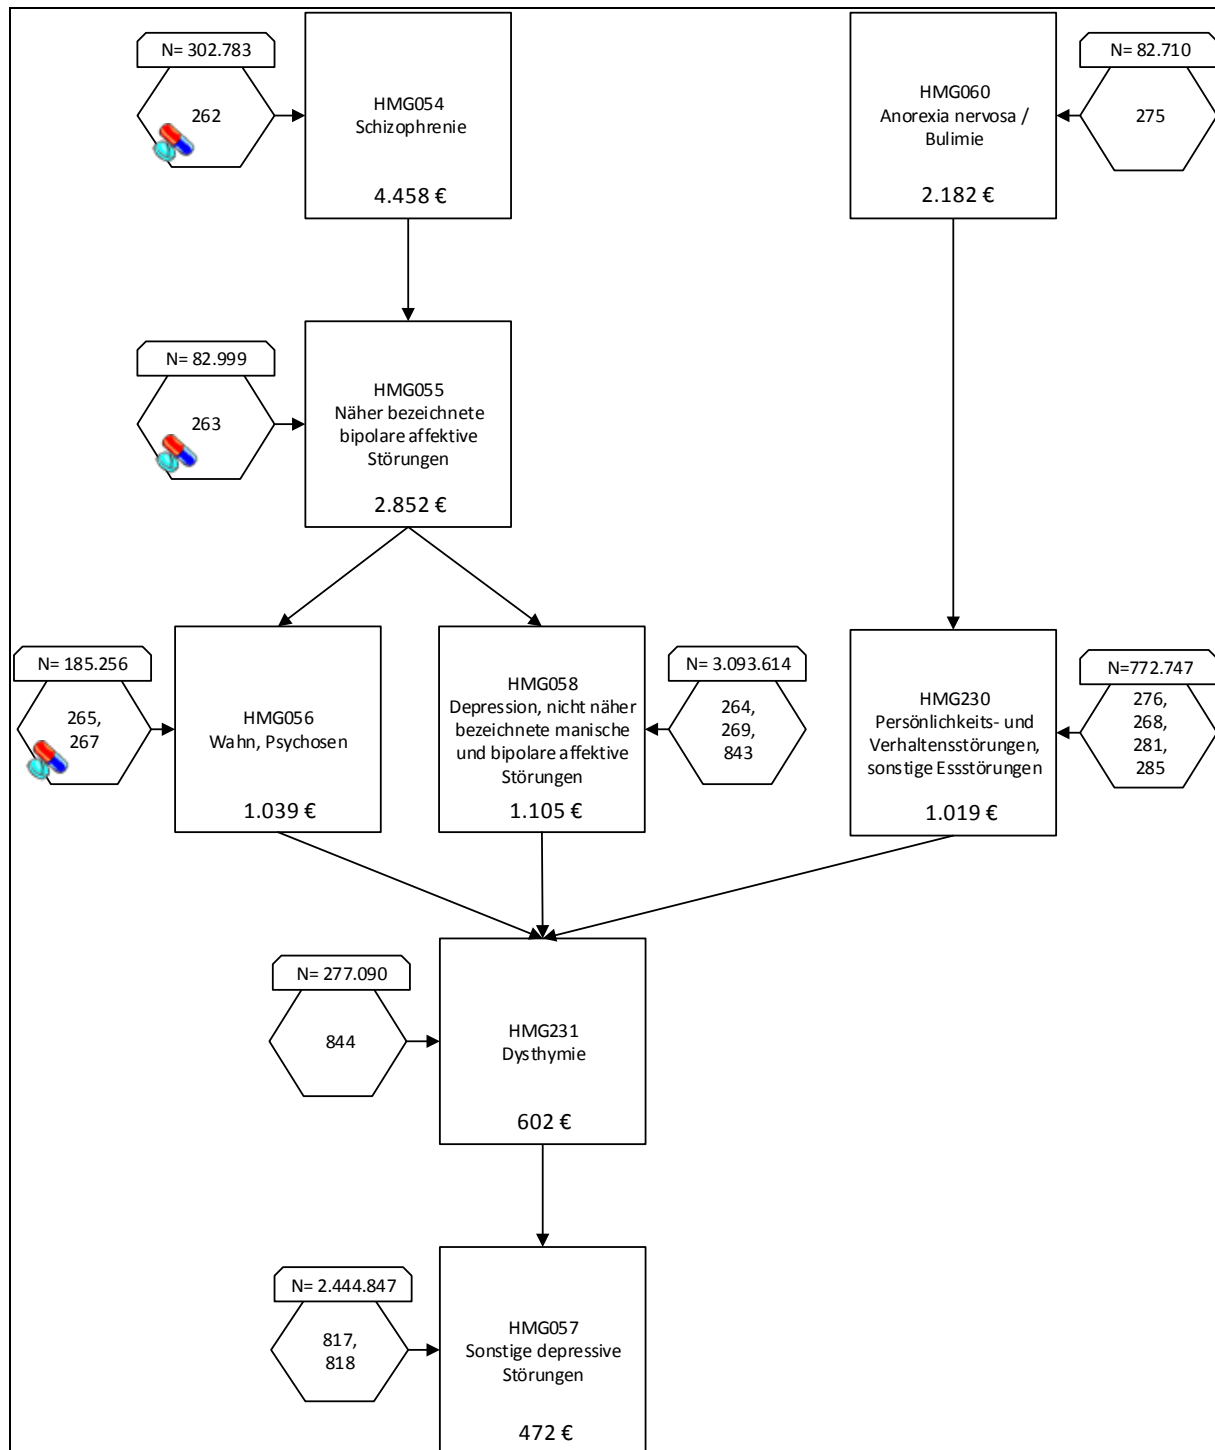 N= 302.783
262
HMG054
Schizophrenie
4.458 €
HMG060
Anorexia nervosa /
Bulimie
2.182 €
N= 82.710
275
N= 82.999
263
HMG055
Näher bezeichnete
bipolare affektive
Störungen
2.852 €
N= 185.256
265,
267
HMG056
Wahn, Psychosen
1.039 €
HMG058
Depression, nicht näher
bezeichnete manische
und bipolare affektive
Störungen
1.105 €
N= 3.093.614
264,
269,
843
HMG230
Persönlichkeits- und
Verhaltensstörungen,
sonstige Essstörungen
1.019 €
N=772.747
276,
268,
281,
285
N= 277.090
844
HMG231
Dysthymie
602 €
N= 2.444.847
817,
818
HMG057
Sonstige depressive
Störungen
472 €